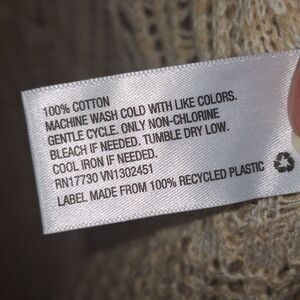 100% COTTON
MACHINE WASH COLD WITH LIKE COLORS.
GENTLE CYCLE. ONLY NON-CHLORINE
BLEACH IF NEEDED. TUMBLE DRY LOW.
COOL IRON IF NEEDED.
RN17730 VN1302451
LABEL MADE FROM 100% RECYCLED PLASTIC